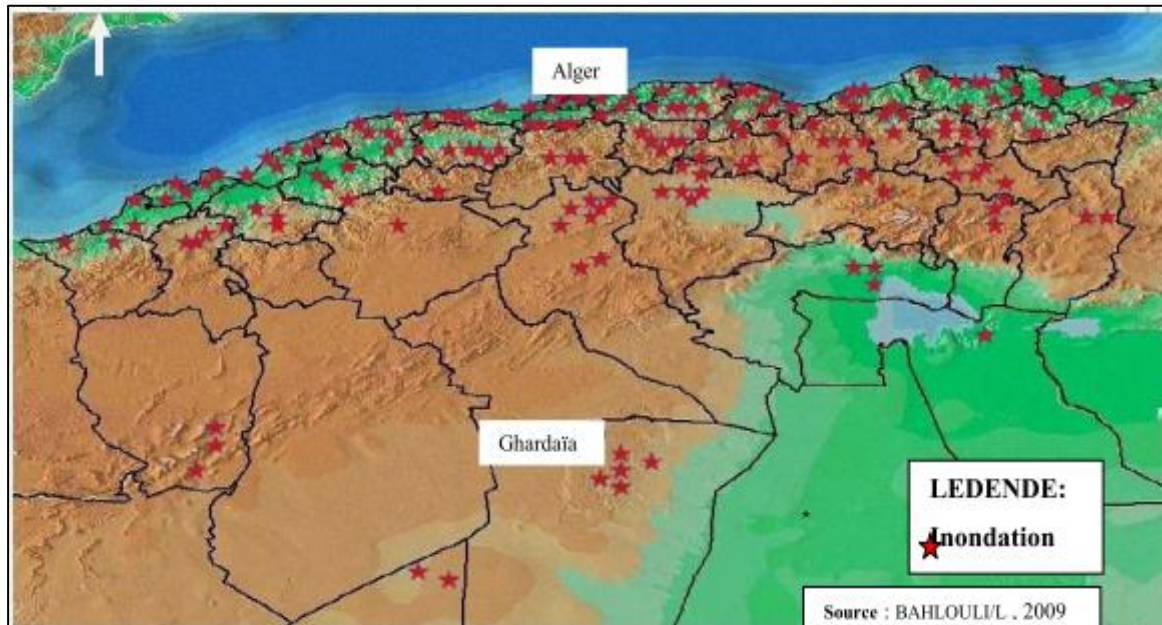 Alger
Ghardaïa
LEDENDE:
Inondation
Source : BAHLOULI/L . 2009